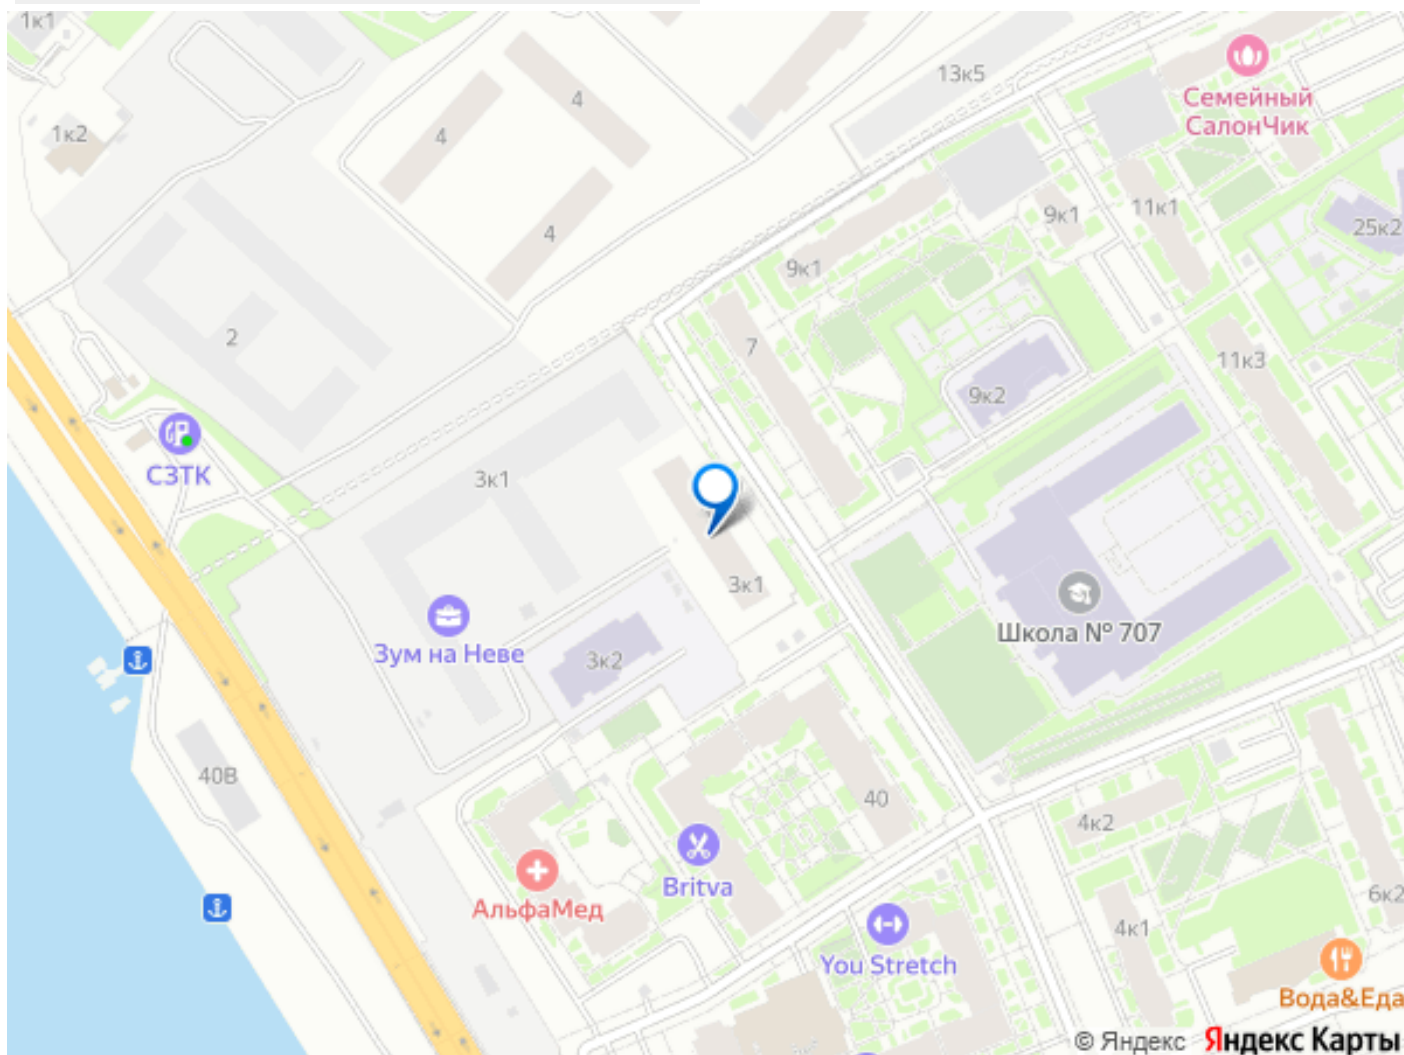 1к1
13к5
Семейный
СалонЧик
4
1к2
4
4
9к1
11к1
25к2
9к1
2
7
11к3
9к2
СЗТК
3к1
3к1
Школа № 707
Зум на Неве
3к2
40В
40
4к2
Britva
АльфаМед
6к2
4к1
You Stretch
Вода&Еда
© Яндекс Яндекс Карты